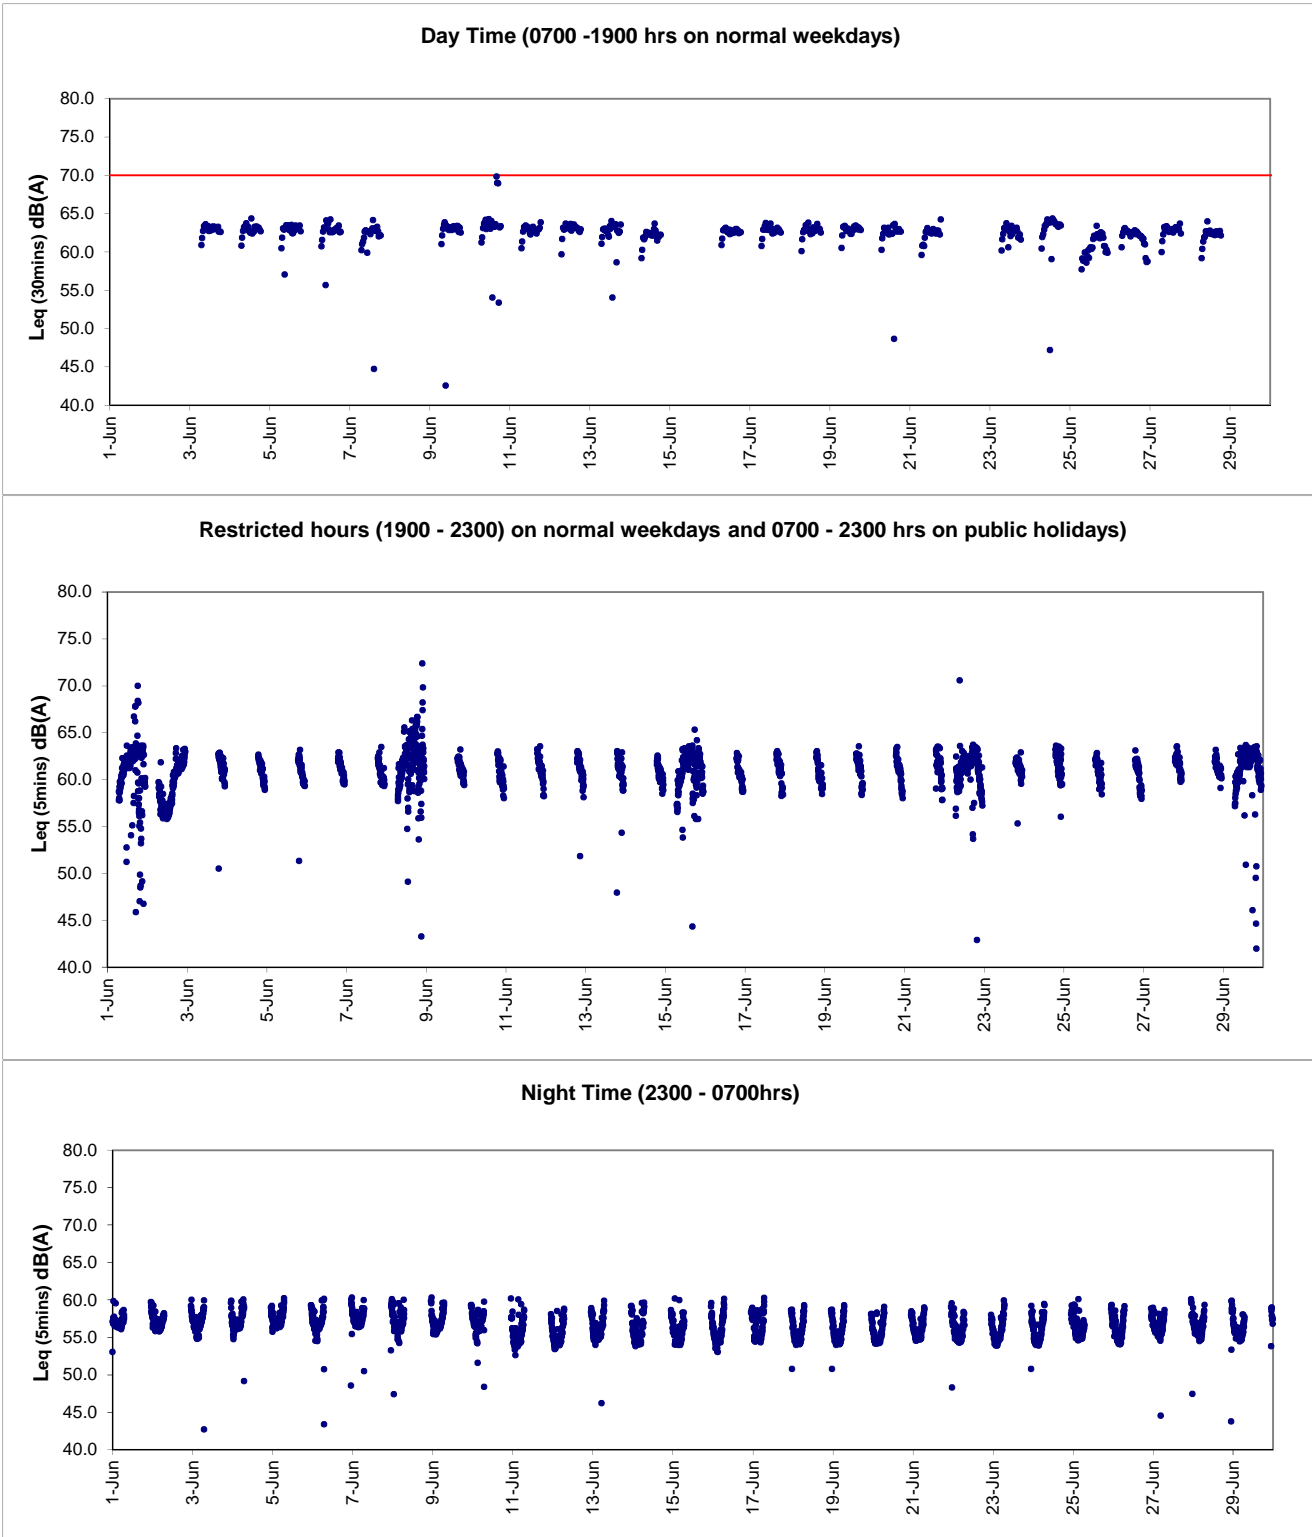 Day Time (0700 -1900 hrs on normal weekdays)
80.0
75.0
70.0
65.0
60.0
55.0
50.0
45.0
40.0
Leq (30mins) dB(A)
1-Jun
3-Jun
5-Jun
7-Jun
9-Jun
11-Jun
13-Jun
15-Jun
17-Jun
19-Jun
21-Jun
23-Jun
25-Jun
27-Jun
29-Jun
Restricted hours (1900 - 2300) on normal weekdays and 0700 - 2300 hrs on public holidays)
80.0
75.0
70.0
65.0
60.0
55.0
50.0
45.0
40.0
Leq (5mins) dB(A)
1-Jun
3-Jun
5-Jun
7-Jun
9-Jun
11-Jun
13-Jun
15-Jun
17-Jun
19-Jun
21-Jun
23-Jun
25-Jun
27-Jun
29-Jun
Night Time (2300 - 0700hrs)
80.0
75.0
70.0
65.0
60.0
55.0
50.0
45.0
40.0
Leq (5mins) dB(A)
1-Jun
3-Jun
5-Jun
7-Jun
9-Jun
11-Jun
13-Jun
15-Jun
17-Jun
19-Jun
21-Jun
23-Jun
25-Jun
27-Jun
29-Jun